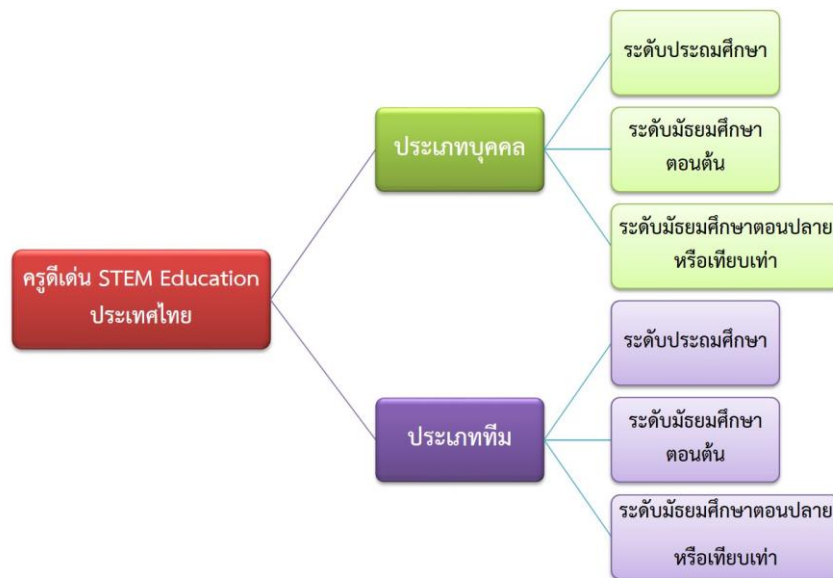 ครูดีเด่น STEM Education
ประเทศไทย
ประเภทบุคคล
ระดับประถมศึกษา
ระดับมัธยมศึกษา
ตอนต้น
ระดับมัธยมศึกษาตอนปลาย
หรือเทียบเท่า
ประเภททีม
ระดับประถมศึกษา
ระดับมัธยมศึกษา
ตอนต้น
ระดับมัธยมศึกษาตอนปลาย
หรือเทียบเท่า